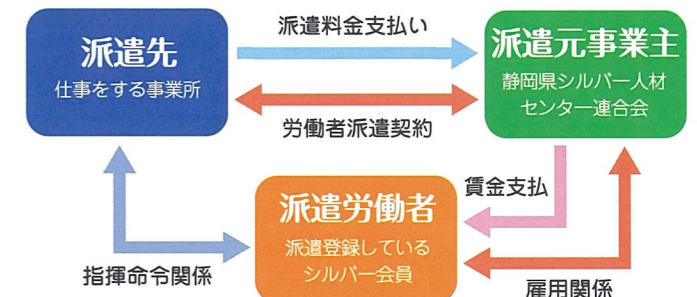 派遣先
仕事をする事業所
派遣料金支払い
派遣元事業主
静岡県シルバー人材
センター連合会
労働者派遣契約
派遣労働者
派遣登録している
シルバー会員
賃金支払
指揮命令関係
雇用関係